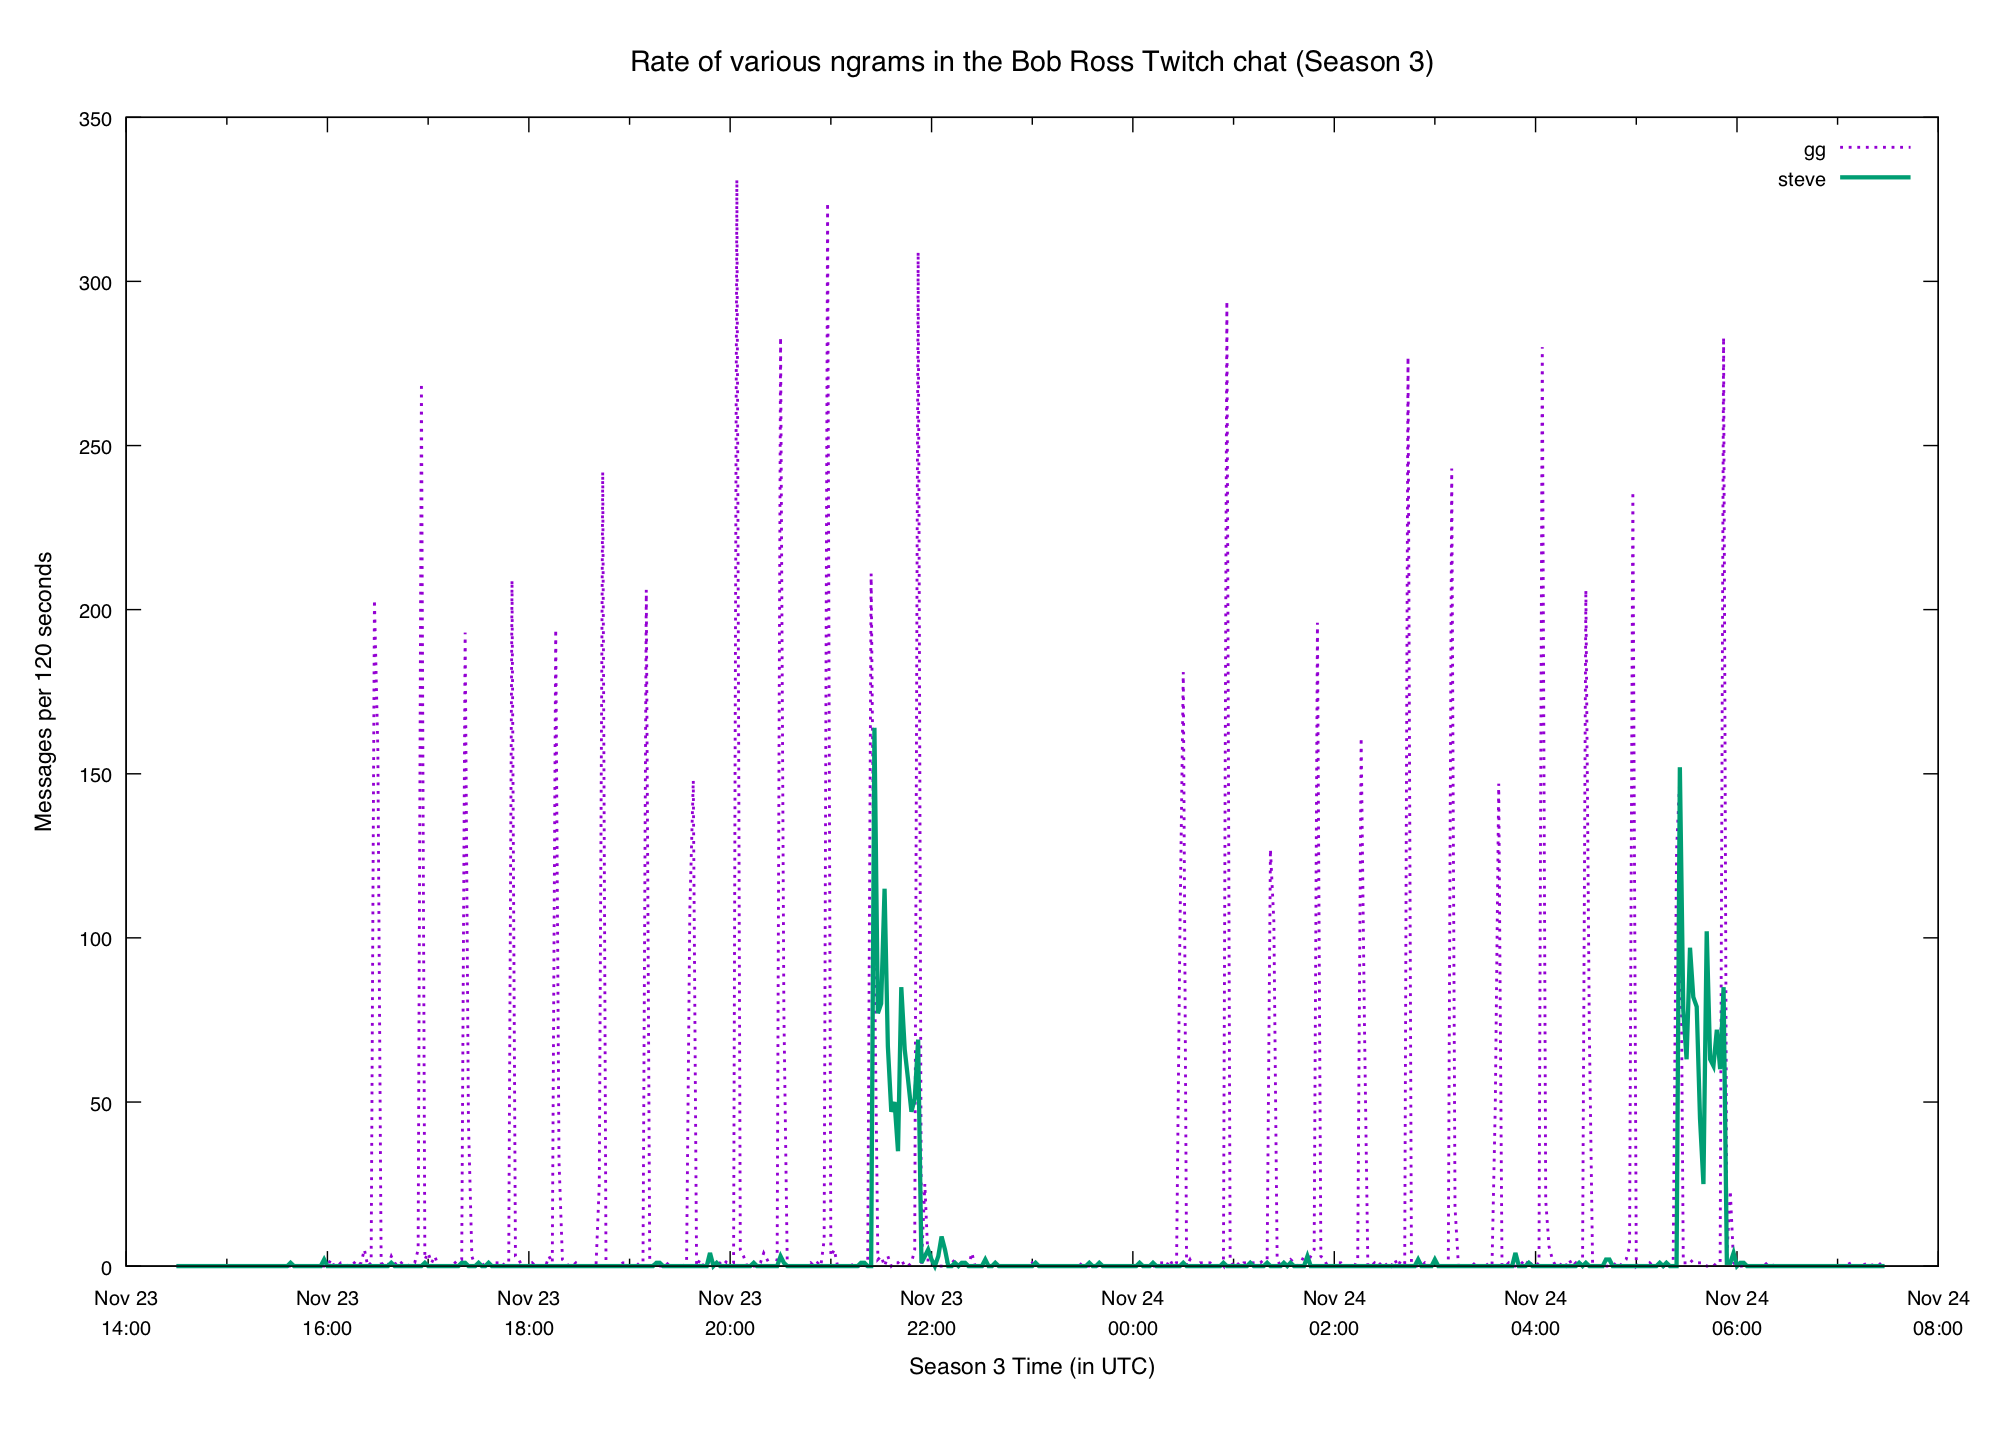 Rate of various ngrams in the Bob Ross Twitch chat (Season 3)
gg
steve
350
300
250
200
150
100
50
0
Messages per 120 seconds
Nov 23 Nov 23 Nov 23 Nov 23 Nov 23 Nov 24 Nov 24 Nov 24 Nov 24 Nov 24
14:00 16:00 18:00 20:00 22:00 00:00 02:00 04:00 06:00 08:00
Season 3 Time (in UTC)